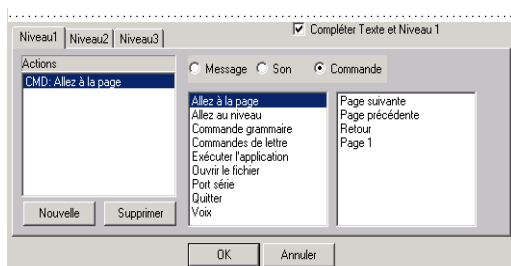 Compléter Texte et Niveau 1
Niveau1 Niveau2 Niveau3
Actions
CMD: Allez à la page
Message Son Commande
Allez à la page
Allez au niveau
Commande grammaire
Commandes de lettre
Exécuter l'application
Ouvrir le fichier
Port série
Quitter
Voix
Page suivante
Page précédente
Retour
Page 1
Nouvelle Supprimer
OK Annuler